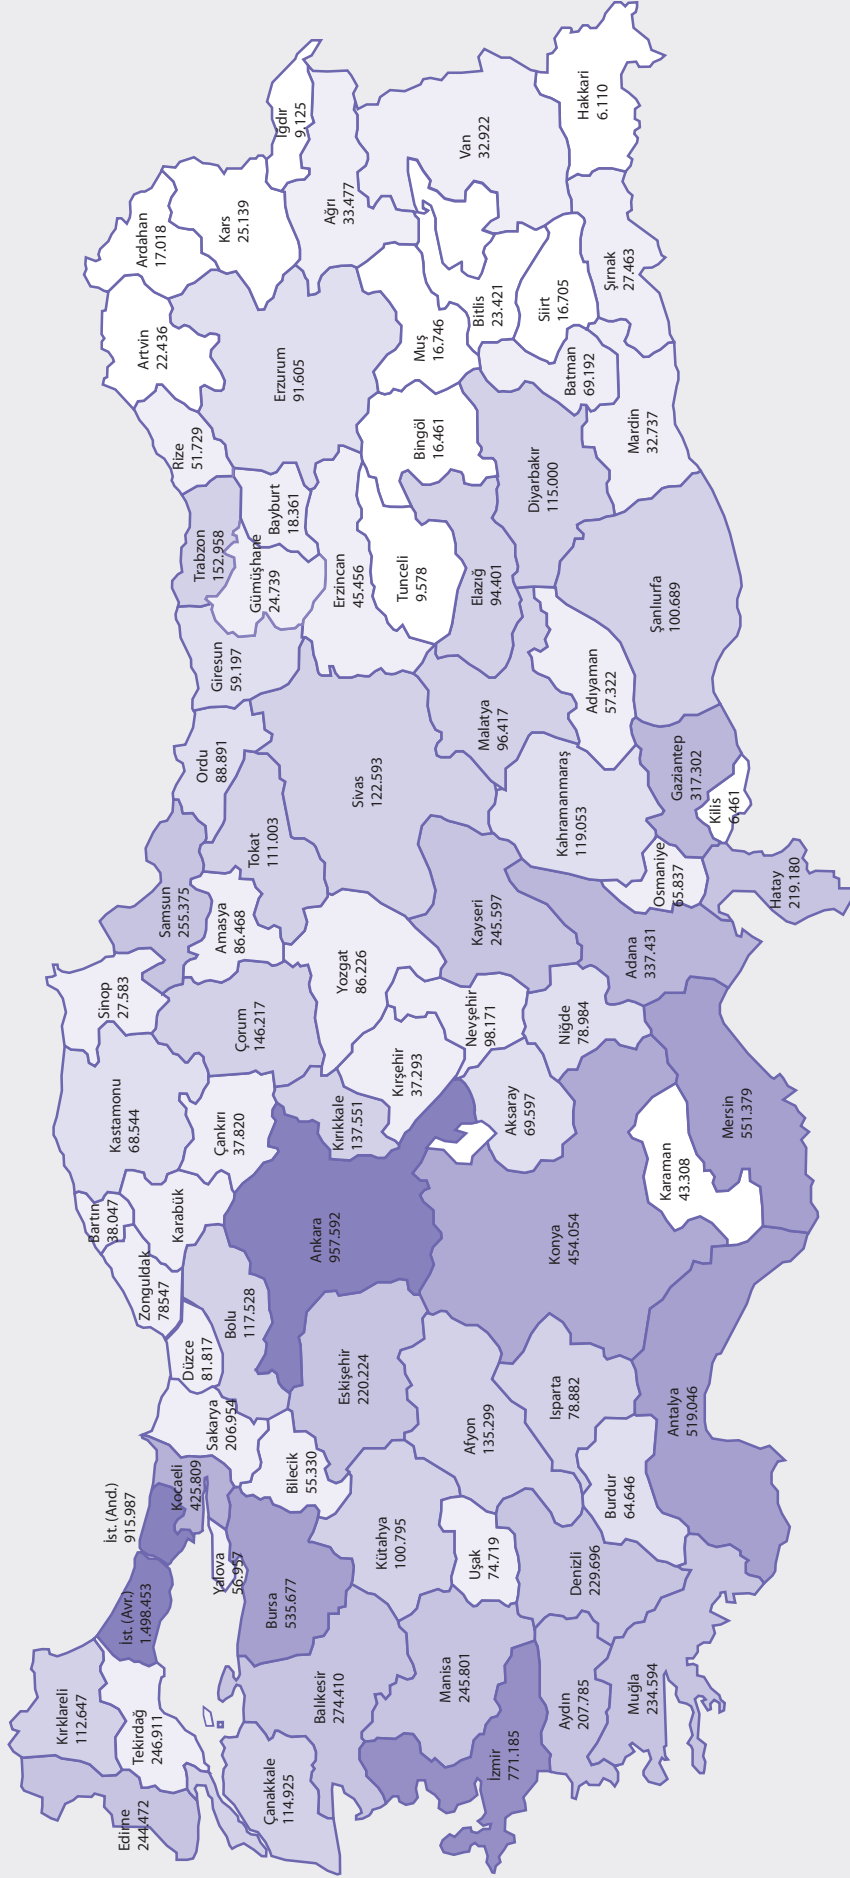 Edirne
244.472
Kırklareli
112.647
Tekirdağ
246.911
İst. (Avr.)
1.498.453
İst. (And.)
915.987
Kocaeli
425.809
Yalova
56.957
Çanakkale
114.925
Balıkesir
274.410
Bursa
535.677
Sakarya
206.954
Bilecik
55.330
Düzce
81.817
Bolu
117.528
Zonguldak
78547
Bartın
38.047
Karabük
Kastamonu
68.544
Çankırı
37.820
Sinop
27.583
Samsun
255.375
Amasya
86.468
Çorum
146.217
Tokat
111.003
Ordu
88.891
Giresun
59.197
Trabzon
152.958
Gümüşhane
24.739
Bayburt
18.361
Rize
51.729
Artvin
22.436
Ardahan
17.018
Kars
25.139
Iğdır
9.125
Ağrı
33.477
Erzurum
91.605
Erzincan
45.456
Sivas
122.593
Yozgat
86.226
Kırıkkale
137.551
Kırşehir
37.293
Ankara
957.592
Eskişehir
220.224
Kütahya
100.795
Manisa
245.801
İzmir
771.185
Uşak
74.719
Afyon
135.299
Aydın
207.785
Denizli
229.696
Muğla
234.594
Burdur
64.646
Isparta
78.882
Antalya
519.046
Konya
454.054
Aksaray
69.597
Nevşehir
98.171
Niğde
78.984
Kayseri
245.597
Karaman
43.308
Mersin
551.379
Adana
337.431
Osmaniye
65.837
Hatay
219.180
Kahramanmaraş
119.053
Gaziantep
317.302
Kilis
6.461
Malatya
96.417
Adıyaman
57.322
Şanlıurfa
100.689
Elazığ
94.401
Tunceli
9.578
Bingöl
16.461
Diyarbakır
115.000
Mardin
32.737
Batman
69.192
Muş
16.746
Bitlis
23.421
Siirt
16.705
Şırnak
27.463
Van
32.922
Hakkari
6.110